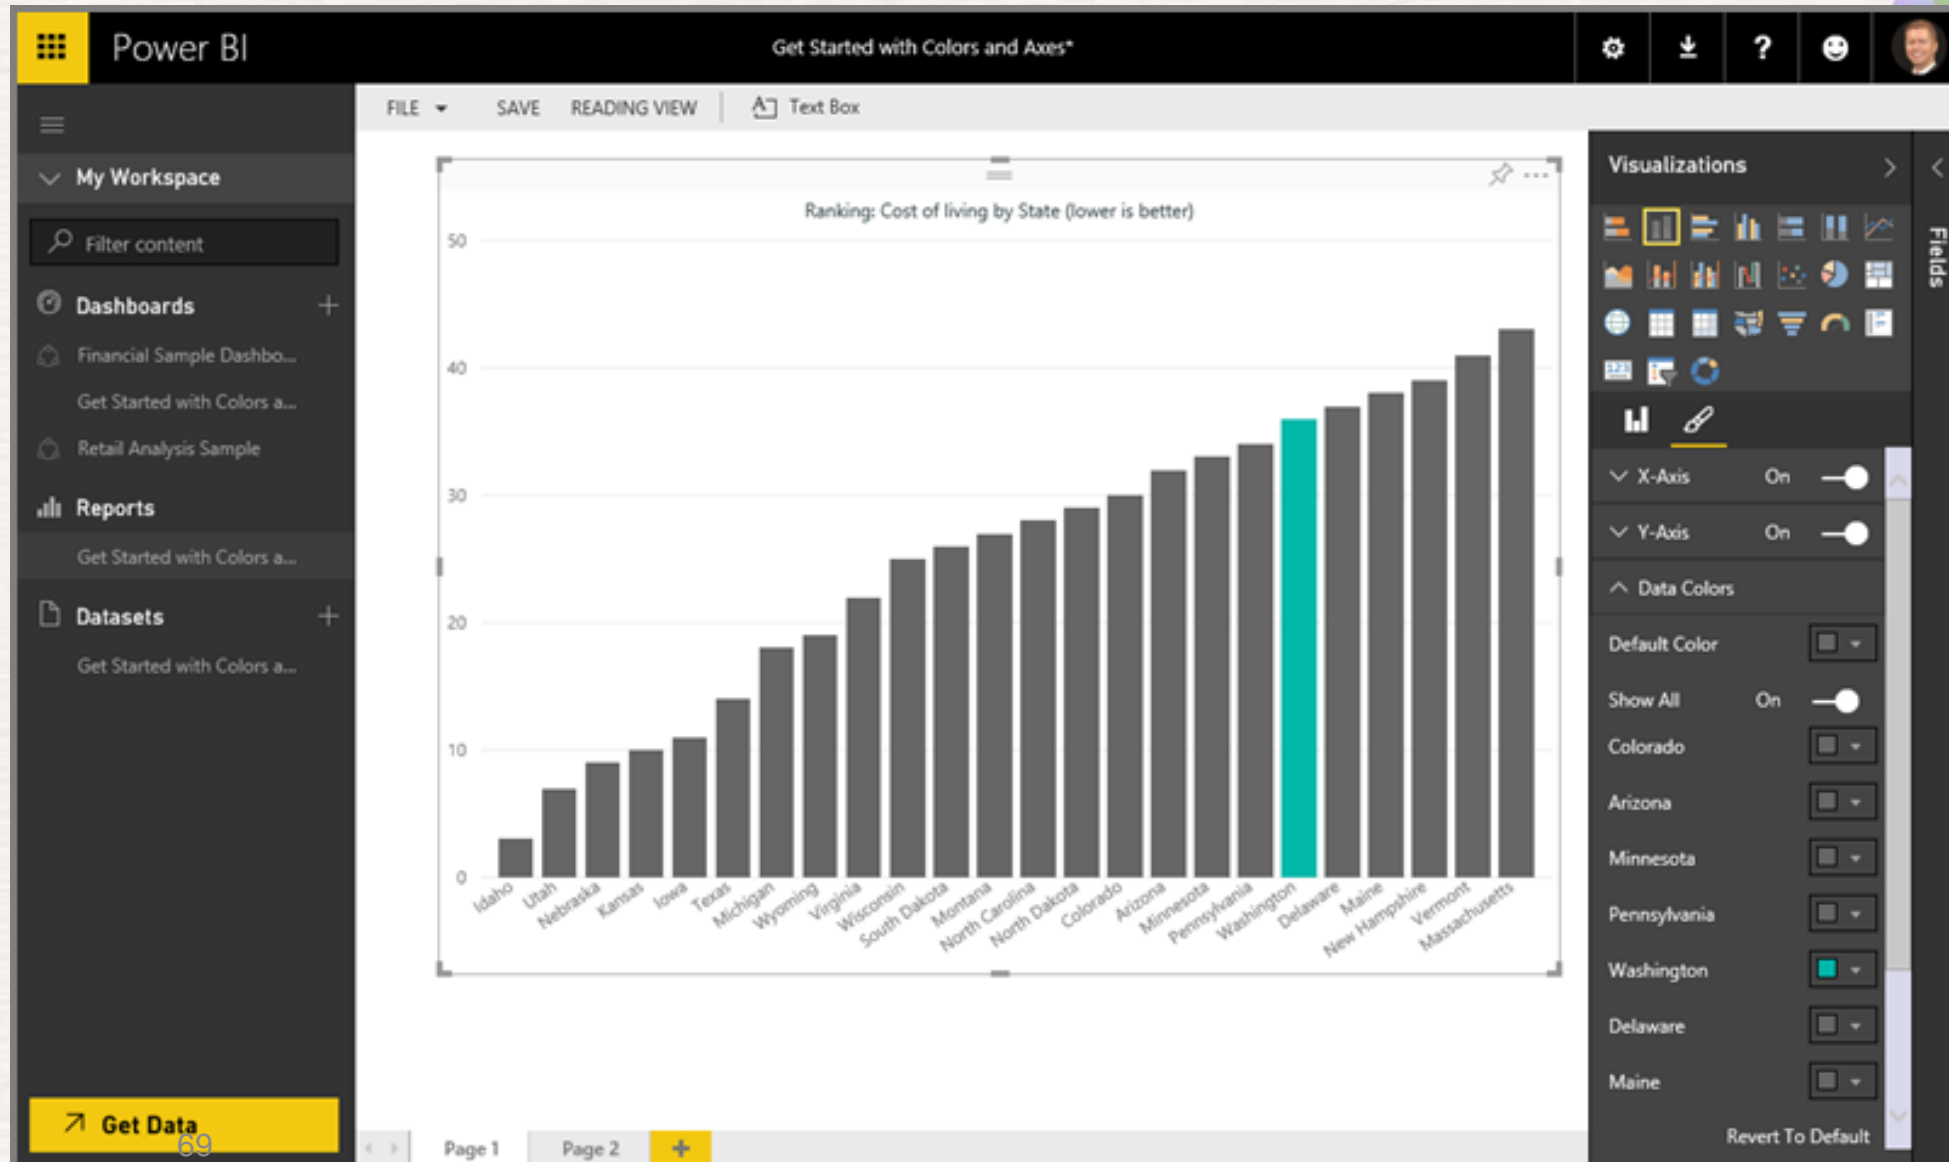 Power BI
Get Started with Colors and Axes*
?
FILE
SAVE
READING VIEW
Text Box
My Workspace
Filter content
Dashboards
Financial Sample Dashbo...
Get Started with Colors a...
Retail Analysis Sample
Reports
Get Started with Colors a...
Datasets
Get Started with Colors a...
Get Data
69
Ranking: Cost of living by State (lower is better)
50
40
30
20
10
0
Idaho
Utah
Nebraska
Kansas
Iowa
Texas
Michigan
Wyoming
Virginia
Wisconsin
South Dakota
Montana
North Carolina
North Dakota
Colorado
Arizona
Minnesota
Pennsylvania
Washington
Delaware
Maine
New Hampshire
Vermont
Massachusetts
Page 1
Page 2
Visualizations
123
X-Axis On
Y-Axis On
Data Colors
Default Color
Show All On
Colorado
Arizona
Minnesota
Pennsylvania
Washington
Delaware
Maine
Revert To Default
Fields